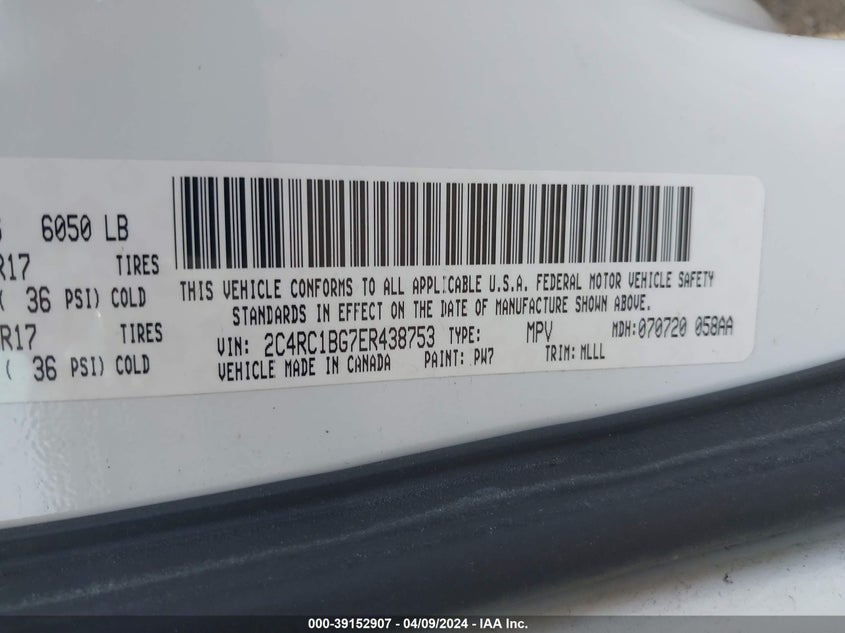 6050 LB
R17 TIRES
( 36 PSI) COLD
R17 TIRES
( 36 PSI) COLD
THIS VEHICLE CONFORMS TO ALL APPLICABLE U.S.A. FEDERAL MOTOR VEHICLE SAFETY
STANDARDS IN EFFECT ON THE DATE OF MANUFACTURE SHOWN ABOVE.
VIN: 2C4RC1BG7ER438753 TYPE: MPV MDH:070720 058AA
VEHICLE MADE IN CANADA PAINT: PW7 TRIM: MLLL
000-39152907 - 04/09/2024 - IAA Inc.